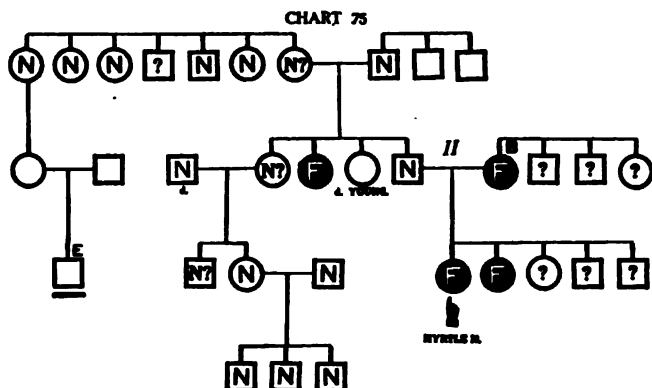 CHART 75
N N N ? N N N? N
N N? F N II F B ? ? ?
J. d. YOUNG.
E N? N N F F ? ? ?
MYRTLE N.
N N N